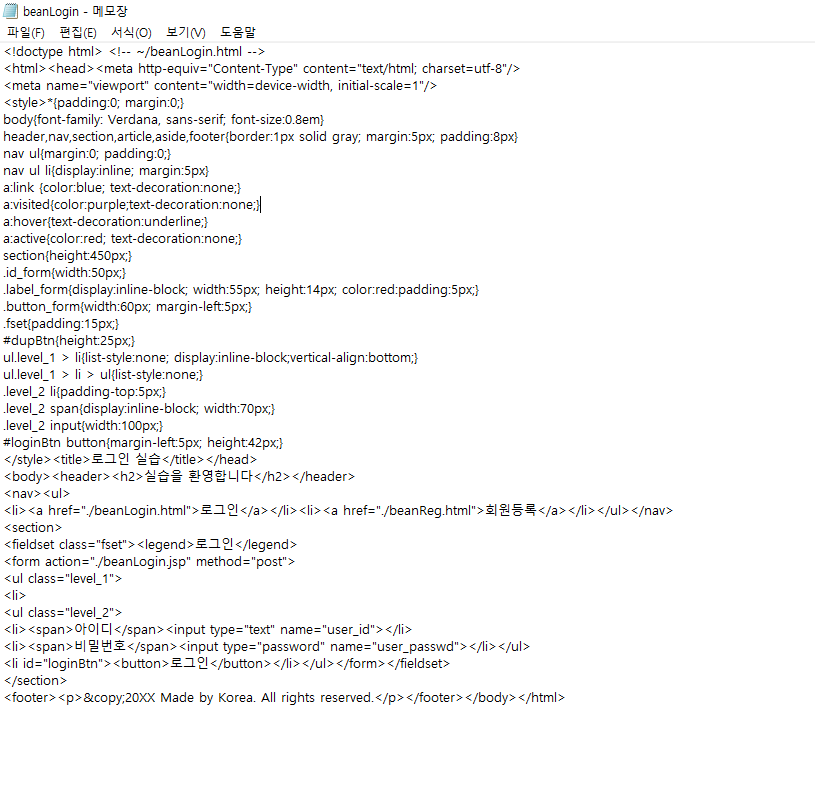 beanLogin - 메모장
파일(F) 편집(E) 서식(O) 보기(V) 도움말
<!doctype html> <!-- ~/beanLogin.html -->
<html><head><meta http-equiv="Content-Type" content="text/html; charset=utf-8"/>
<meta name="viewport" content="width=device-width, initial-scale=1"/>
<style>*{padding:0; margin:0;}
body{font-family: Verdana, sans-serif; font-size:0.8em}
header,nav,section,article,aside,footer{border:1px solid gray; margin:5px; padding:8px}
nav ul{margin:0; padding:0;}
nav ul li{display:inline; margin:5px}
a:link {color:blue; text-decoration:none;}
a:visited{color:purple;text-decoration:none;}
a:hover{text-decoration:underline;}
a:active{color:red; text-decoration:none;}
section{height:450px;}
.id_form{width:50px;}
.label_form{display:inline-block; width:55px; height:14px; color:red:padding:5px;}
.button_form{width:60px; margin-left:5px;}
.fset{padding:15px;}
#dupBtn{height:25px;}
ul.level_1 > li{list-style:none; display:inline-block;vertical-align:bottom;}
ul.level_1 > li > ul{list-style:none;}
.level_2 li{padding-top:5px;}
.level_2 span{display:inline-block; width:70px;}
.level_2 input{width:100px;}
#loginBtn button{margin-left:5px; height:42px;}
</style><title>로그인 실습</title></head>
<body><header><h2>실습을 환영합니다</h2></header>
<nav><ul>
<li><a href="./beanLogin.html">로그인</a></li><li><a href="./beanReg.html">회원등록</a></li></ul></nav>
<section>
<fieldset class="fset"><legend>로그인</legend>
<form action="./beanLogin.jsp" method="post">
<ul class="level_1">
<li>
<ul class="level_2">
<li><span>아이디</span><input type="text" name="user_id"></li>
<li><span>비밀번호</span><input type="password" name="user_passwd"></li></ul>
<li id="loginBtn"><button>로그인</button></li></ul></form></fieldset>
</section>
<footer><p>&copy;20XX Made by Korea. All rights reserved.</p></footer></body></html>